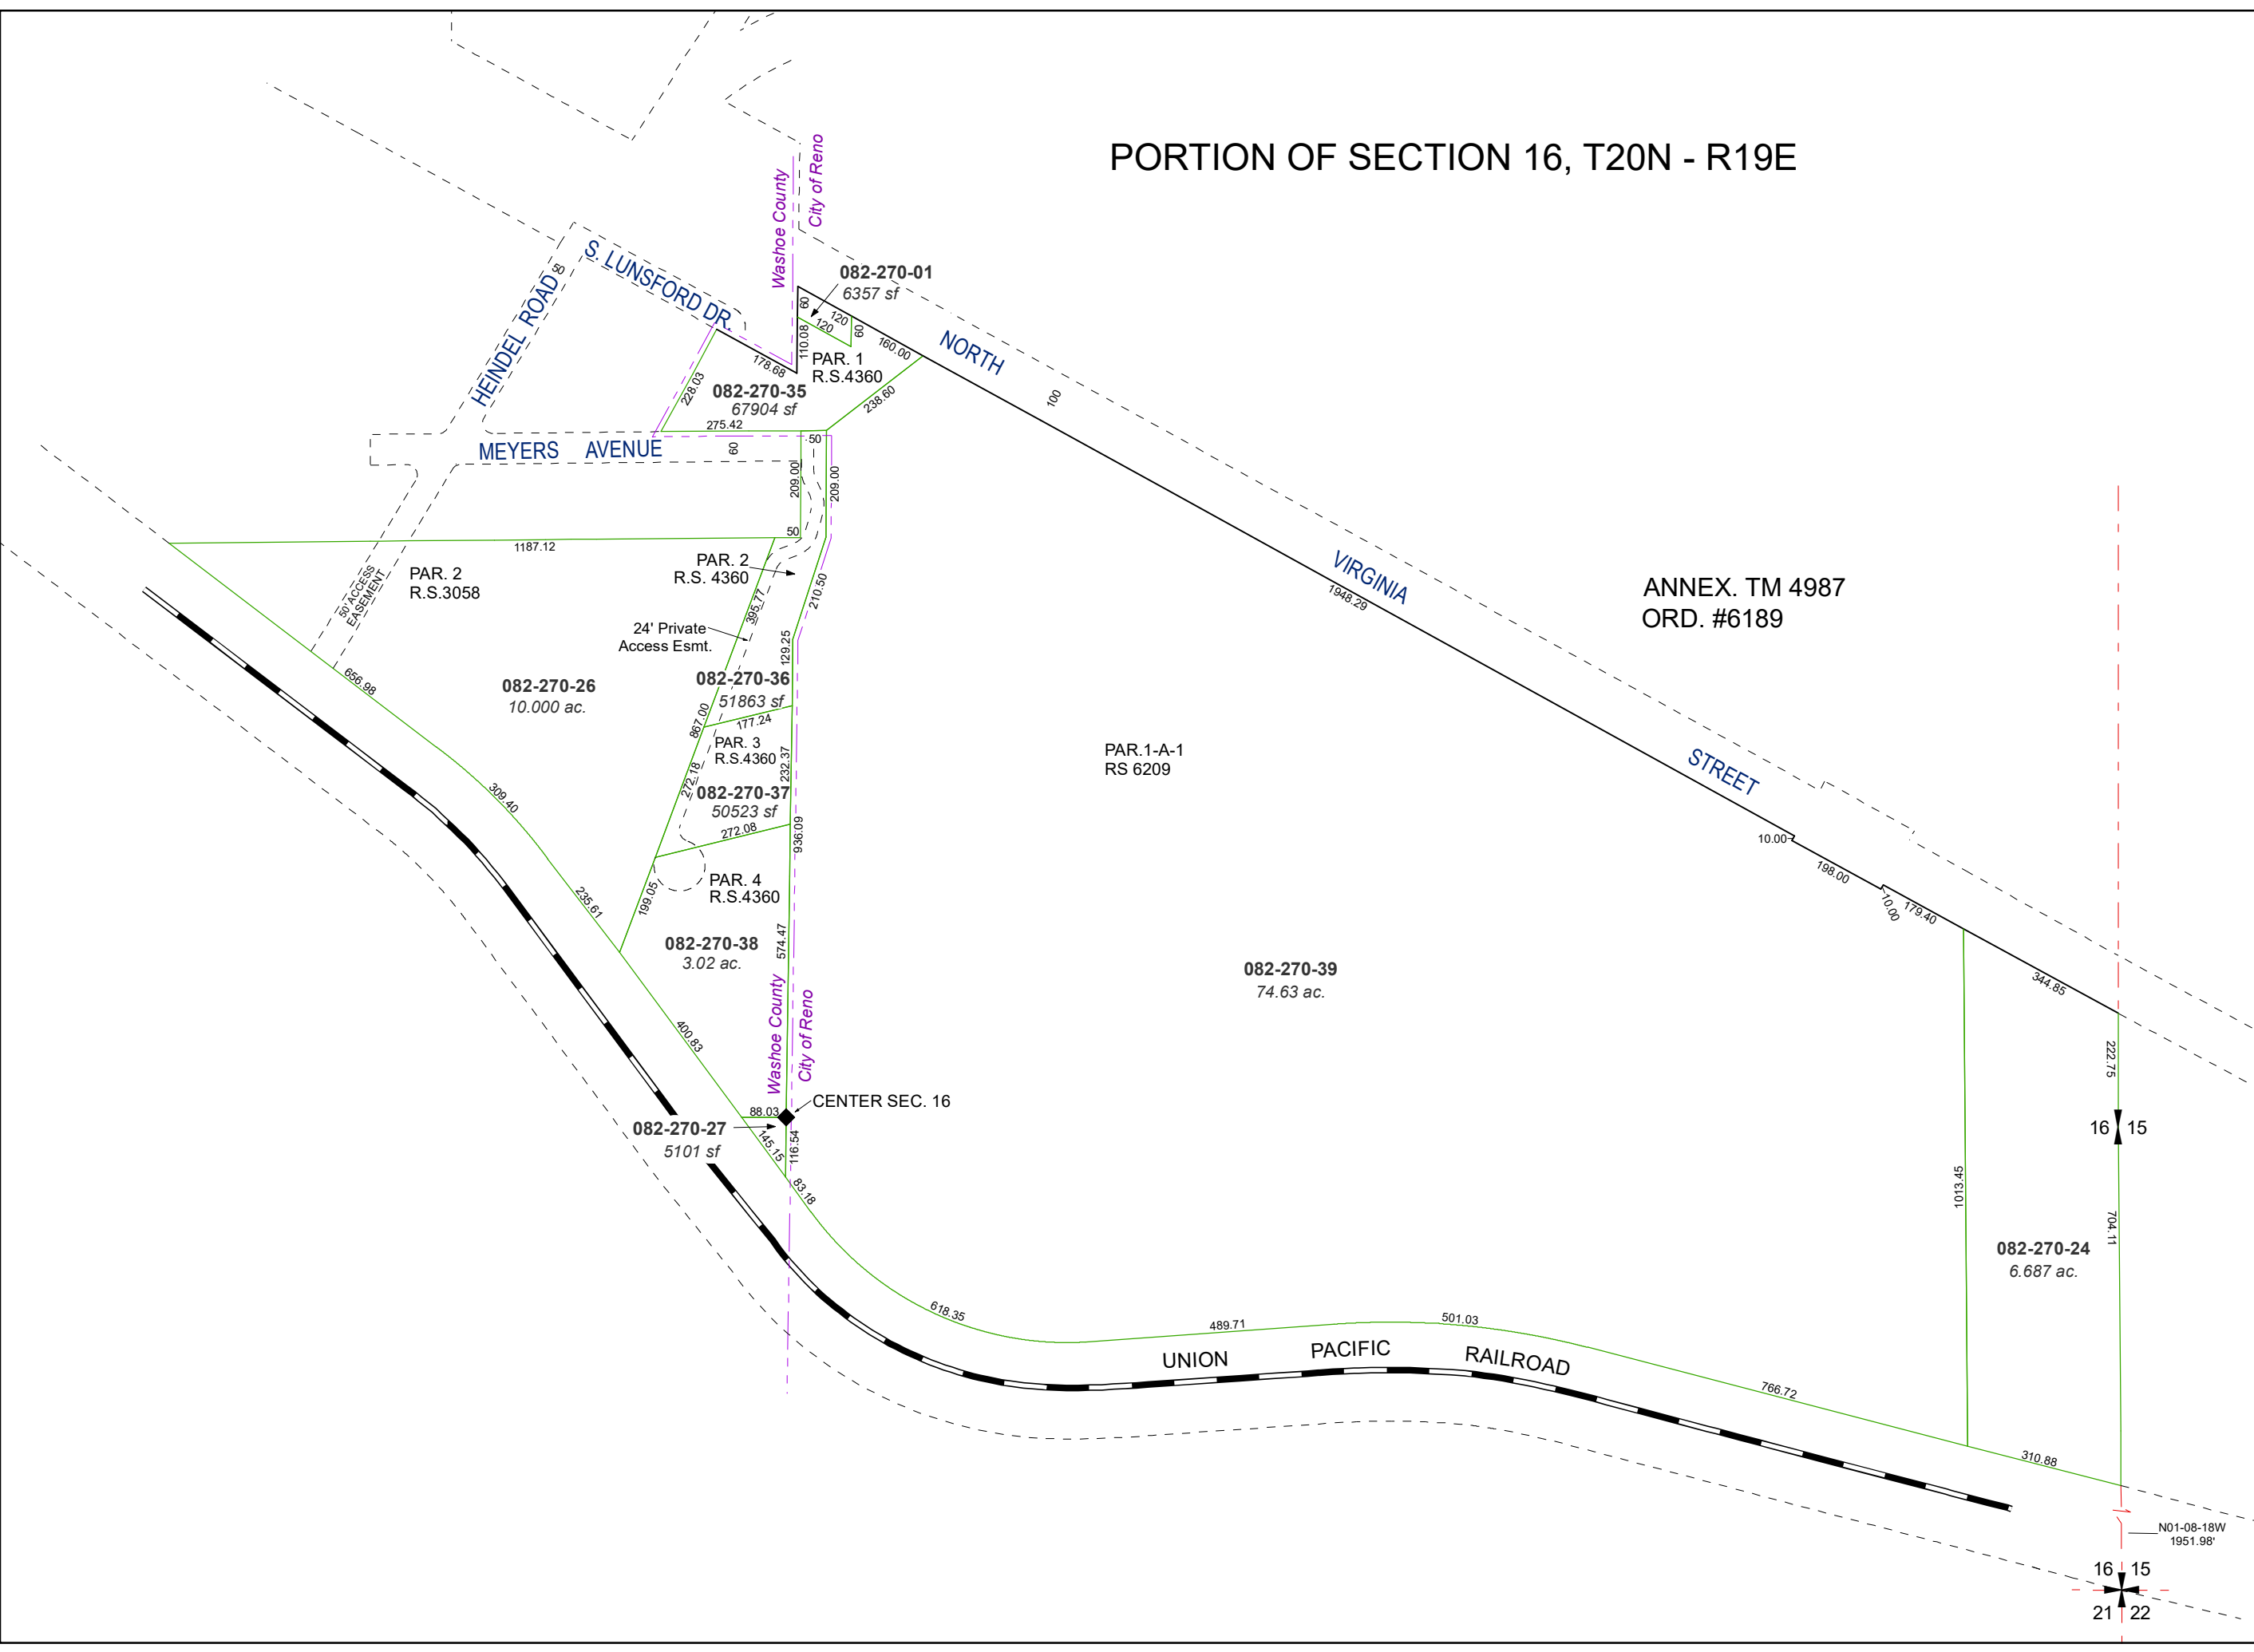 PORTION OF SECTION 16, T20N - R19E
Washoe County
City of Reno
S. LUNSFORD DR.
HEINDEL ROAD
50
082-270-01
6357 sf
60
120
120
60
110.08
160.00
NORTH
178.68
PAR. 1
R.S.4360
228.03
082-270-35
67904 sf
238.60
100
275.42
50
MEYERS AVENUE
60
209.00
209.00
50
1187.12
PAR. 2
R.S. 4360
PAR. 2
R.S.3058
50' ACCESS
EASEMENT
210.50
395.77
VIRGINIA
1948.29
ANNEX. TM 4987
ORD. #6189
24' Private
Access Esmt.
129.25
656.98
082-270-26
10.000 ac.
082-270-36
51863 sf
867.00
177.24
PAR. 3
R.S.4360
232.37
PAR.1-A-1
RS 6209
STREET
272.18
309.40
082-270-37
50523 sf
272.08
936.09
10.00
198.00
10.00
179.40
PAR. 4
R.S.4360
199.05
235.61
082-270-38
3.02 ac.
574.47
082-270-39
74.63 ac.
344.85
Washoe County
City of Reno
400.83
222.75
CENTER SEC. 16
88.03
082-270-27
5101 sf
145.15
116.54
16 15
83.18
1013.45
704.11
082-270-24
6.687 ac.
618.35
489.71
501.03
UNION PACIFIC RAILROAD
766.72
310.88
N01-08-18W
1951.98'
16 15
21 22